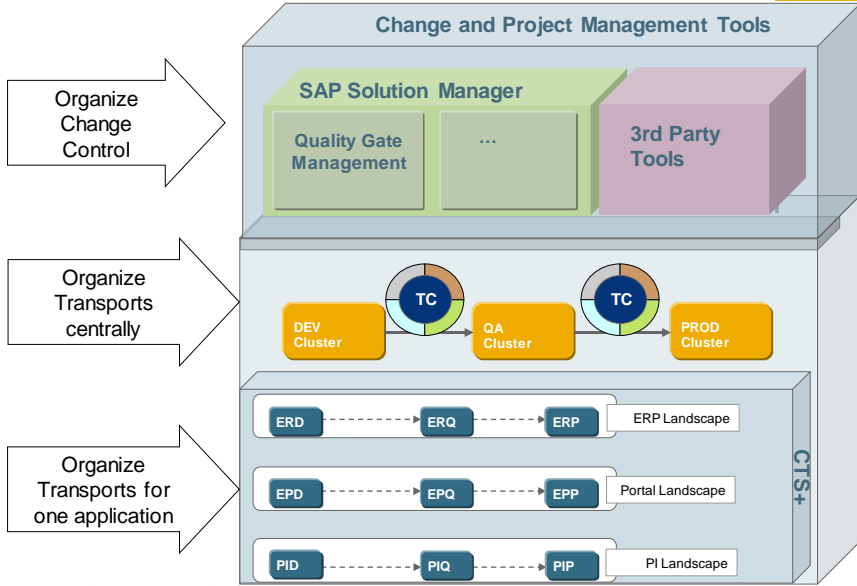 Change and Project Management Tools
Organize
Change
Control
SAP Solution Manager
Quality Gate
Management
...
3rd Party
Tools
Organize
Transports
centrally
TC
TC
DEV
Cluster
QA
Cluster
PROD
Cluster
Organize
Transports for
one application
ERD
ERQ
ERP
ERP Landscape
EPD
EPQ
EPP
Portal Landscape
PID
PIQ
PIP
PI Landscape
CTS+